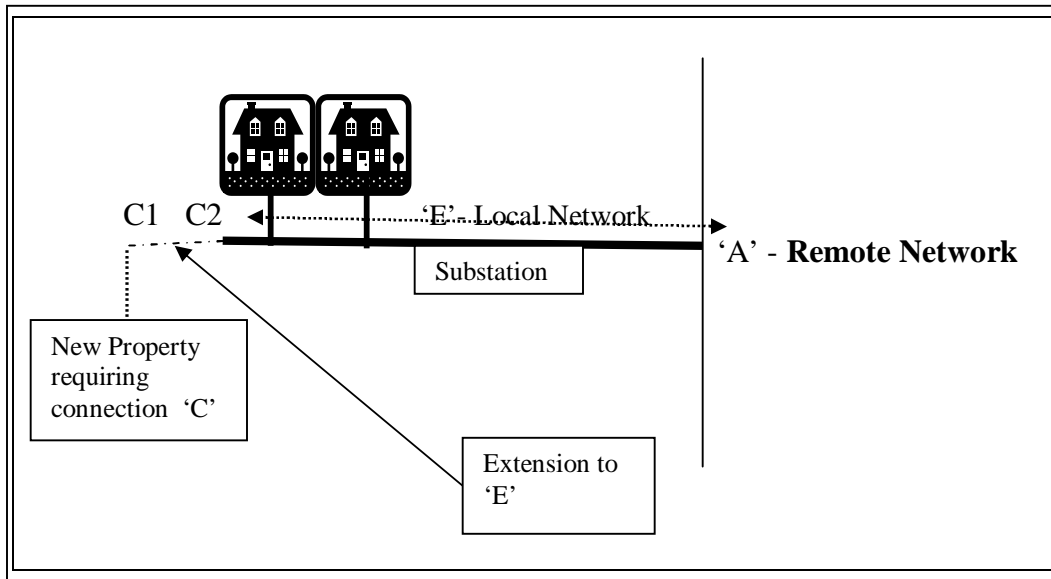 C1 C2 ‘E’- Local Network
‘A’ - Remote Network
Substation
New Property
requiring
connection ‘C’
Extension to
‘E’